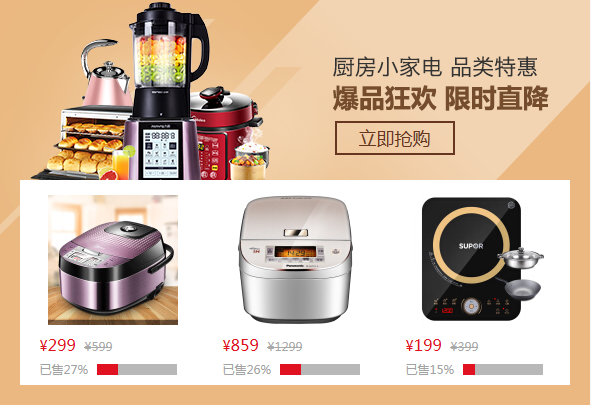 厨房小家电 品类特惠
爆品狂欢 限时直降
立即抢购
SUPOR
¥299 ¥599
¥859 ¥1299
¥199 ¥399
已售27%
已售26%
已售15%